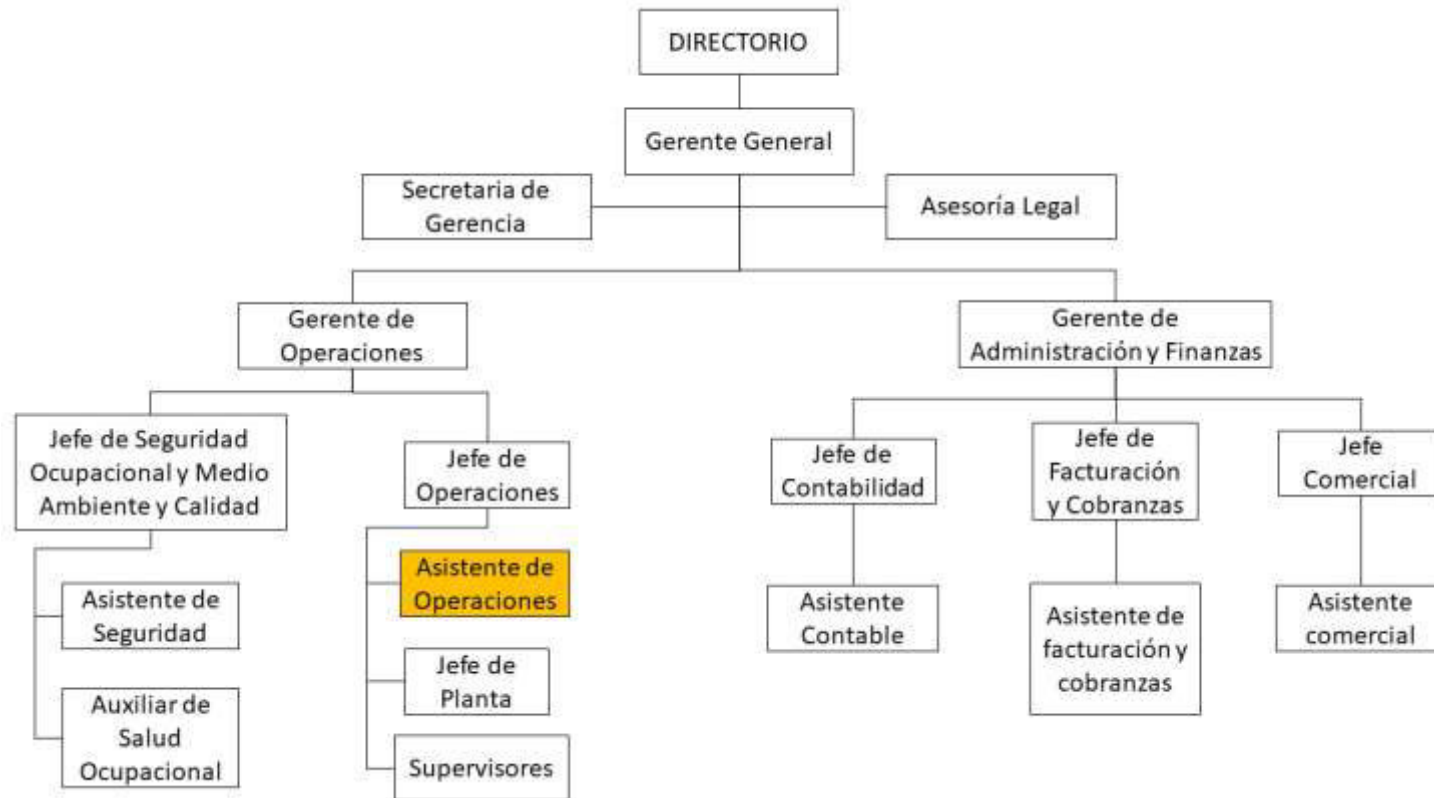 DIRECTORIO
Gerente General
Secretaria de
Gerencia
Asesoría Legal
Gerente de
Operaciones
Gerente de
Administración y Finanzas
Jefe de Seguridad
Ocupacional y Medio
Ambiente y Calidad
Jefe de
Operaciones
Jefe de
Contabilidad
Jefe de
Facturación
y Cobranzas
Jefe
Comercial
Asistente de
Seguridad
Auxiliar de
Salud
Ocupacional
Asistente de
Operaciones
Jefe de
Planta
Supervisores
Asistente
Contable
Asistente de
facturación y
cobranzas
Asistente
comercial